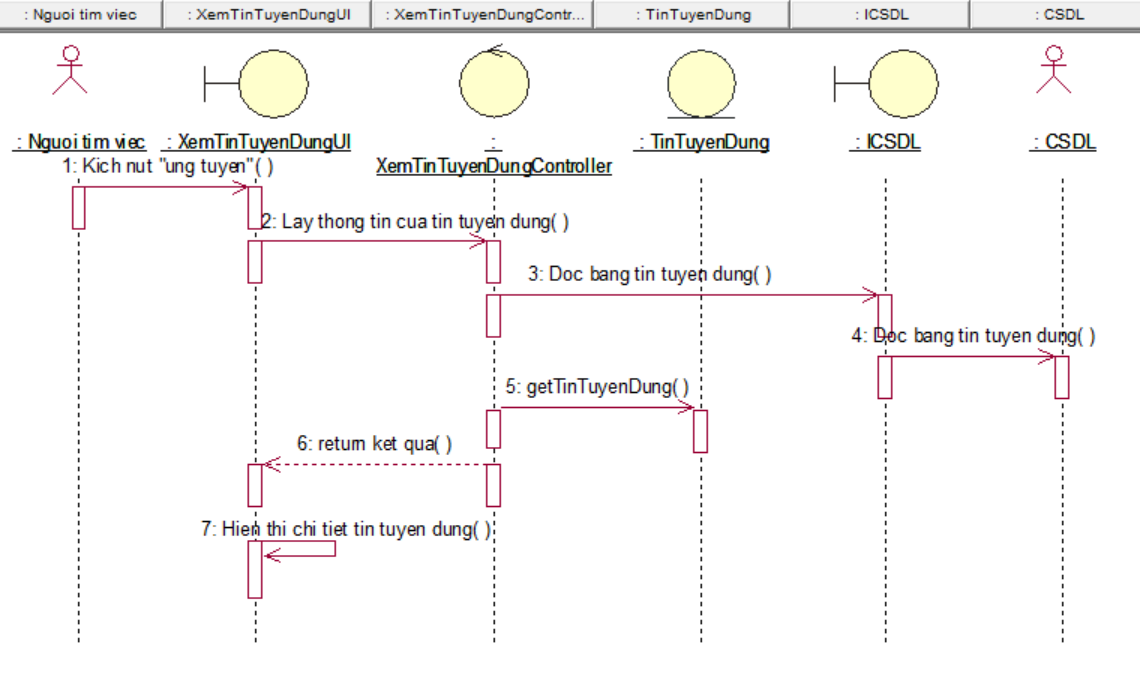 : Nguoi tim viec
: XemTinTuyenDungUI
: XemTinTuyenDungContr...
: TinTuyenDung
: ICSDL
: CSDL
: Nguoi tim viec
: XemTinTuyenDungUI
:
XemTinTuyenDungController
: TinTuyenDung
: ICSDL
: CSDL
1: Kich nut "ung tuyen"( )
2: Lay thong tin cua tin tuyen dung( )
3: Doc bang tin tuyen dung( )
4: Doc bang tin tuyen dung( )
5: getTinTuyenDung( )
6: return ket qua( )
7: Hien thi chi tiet tin tuyen dung( )